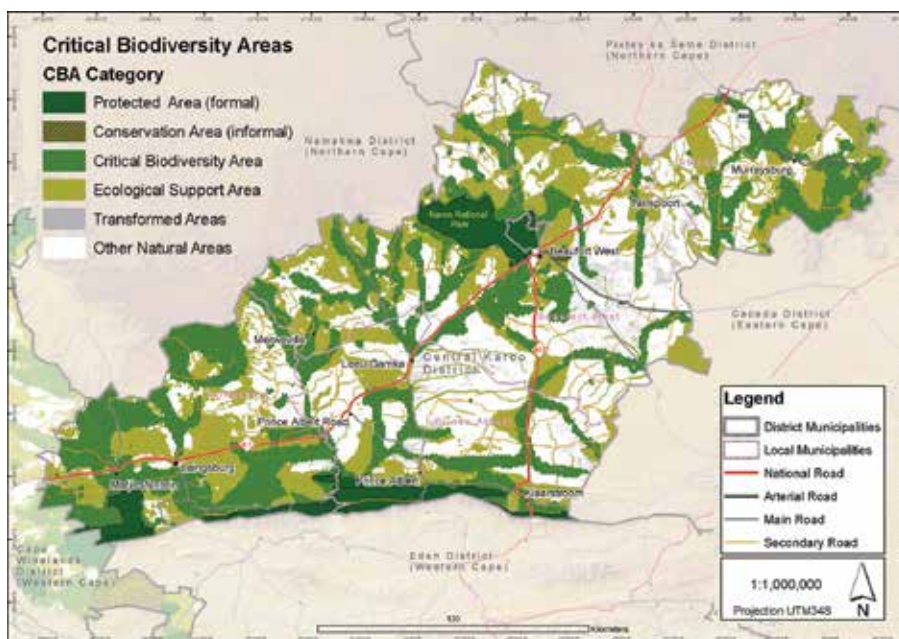 Critical Biodiversity Areas
CBA Category
Protected Area (formal)
Conservation Area (informal)
Critical Biodiversity Area
Ecological Support Area
Transformed Areas
Other Natural Areas
Pixley ka Seme District
(Northern Cape)
Namakwa District
(Northern Cape)
Murraysburg
Nelspoort
Karoo National
Park
Beaufort West
Cacadu District
(Eastern Cape)
Merweville
Leeu Gamka
Central Karoo
District
Prince Albert Road
Laingsburg
Matjiesfontein
Prince Albert
Klaarstroom
Cape
Winelands
District
(Western Cape)
Eden District
(Western Cape)
Legend
District Municipalities
Local Municipalities
National Road
Arterial Road
Main Road
Secondary Road
1:1,000,000
N
Projection UTM34S
Kilometers